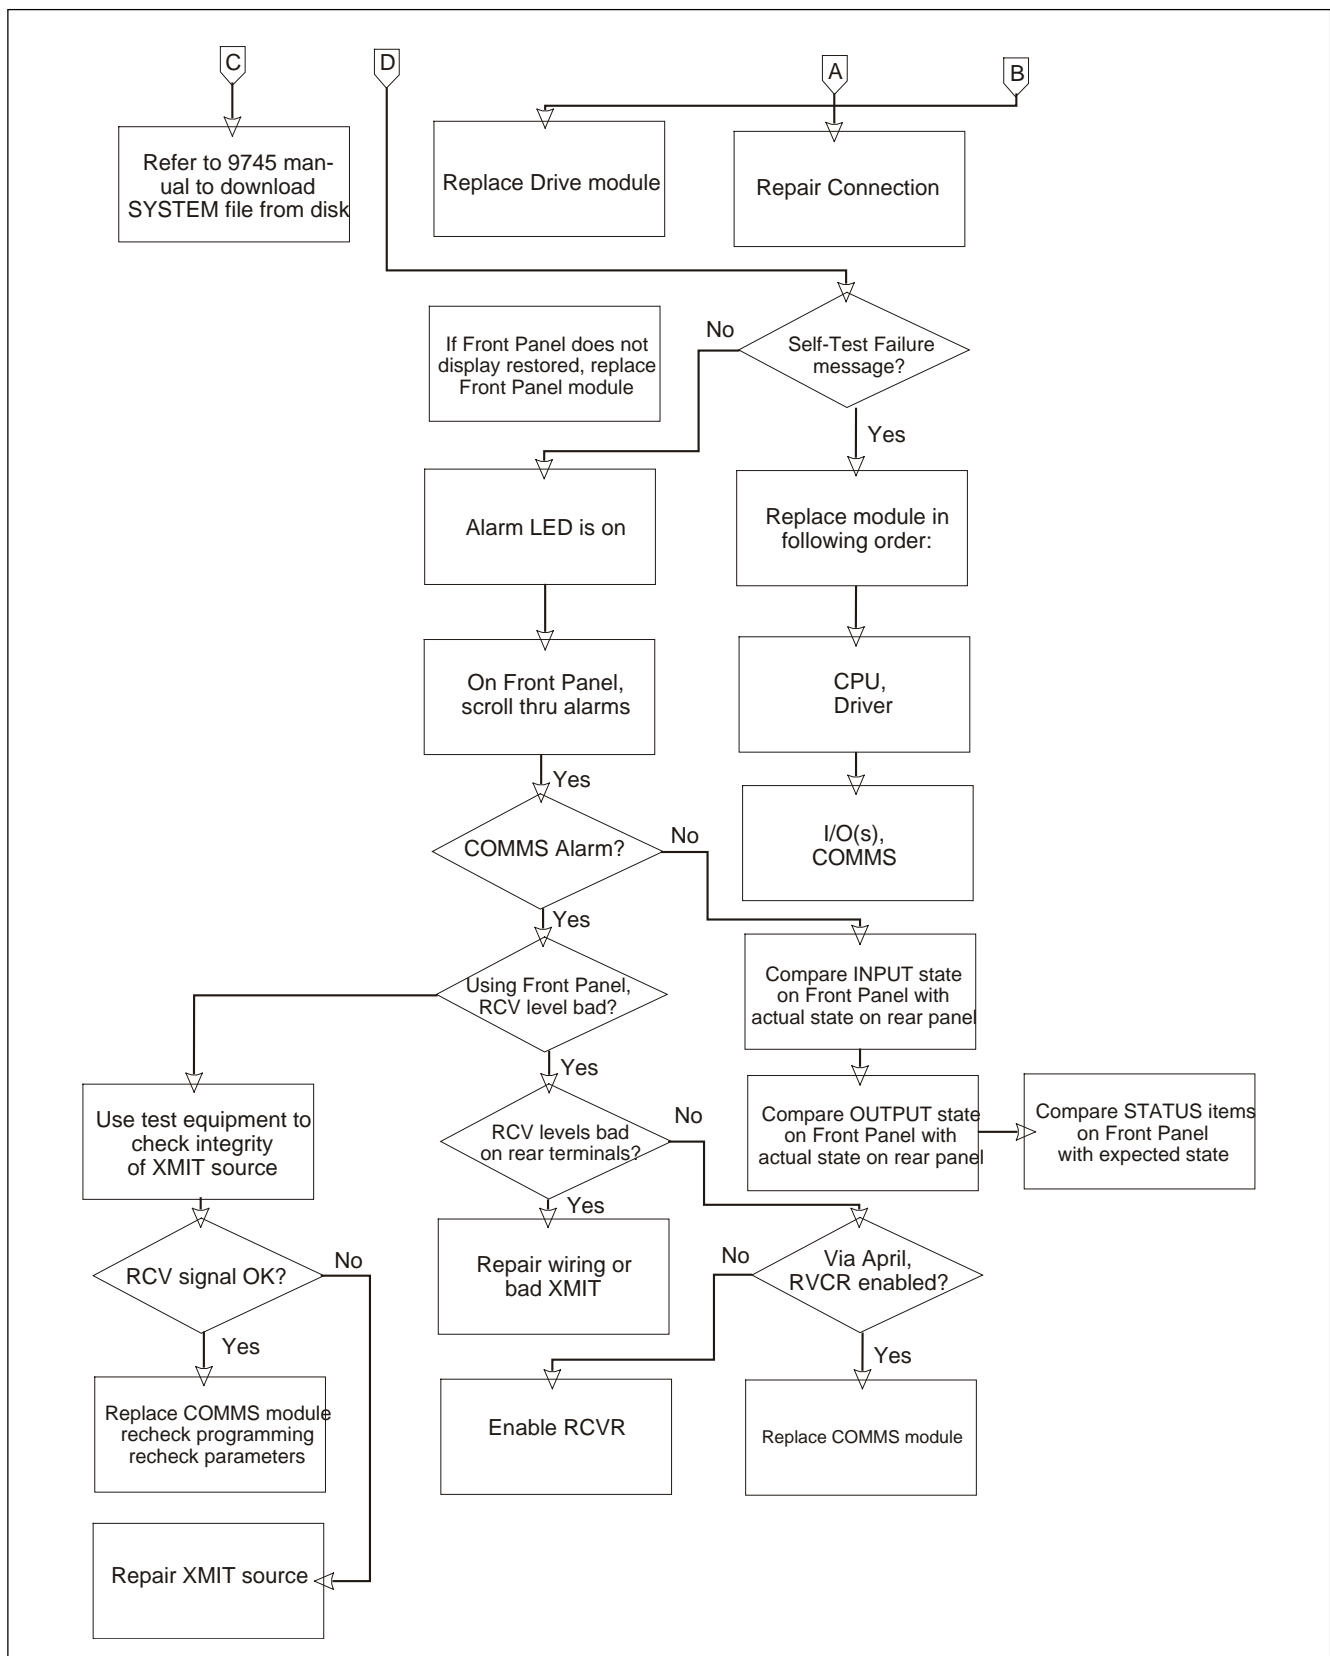 C
D
A
B
Refer to 9745 man-
ual to download
SYSTEM file from disk
Replace Drive module
Repair Connection
If Front Panel does not
display restored, replace
Front Panel module
No
Self-Test Failure
message?
Yes
Alarm LED is on
Replace module in
following order:
On Front Panel,
scroll thru alarms
CPU,
Driver
Yes
COMMS Alarm?
No
I/O(s),
COMMS
Yes
Using Front Panel,
RCV level bad?
Compare INPUT state
on Front Panel with
actual state on rear panel
Yes
Use test equipment to
check integrity
of XMIT source
RCV levels bad
on rear terminals?
No
Compare OUTPUT state
on Front Panel with
actual state on rear panel
Compare STATUS items
on Front Panel
with expected state
Yes
RCV signal OK?
No
Repair wiring or
bad XMIT
No
Via April,
RVCR enabled?
Yes
Yes
Replace COMMS module
recheck programming
recheck parameters
Enable RCVR
Replace COMMS module
Repair XMIT source